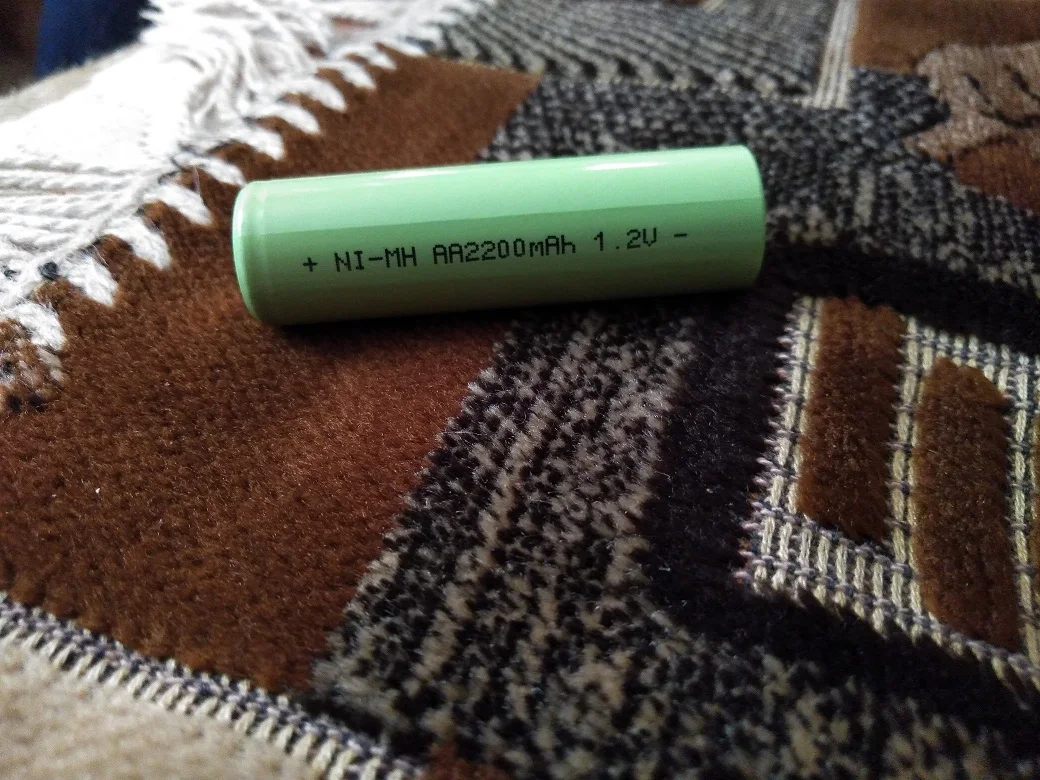 + NI-MH AA2200mAh 1.2V -